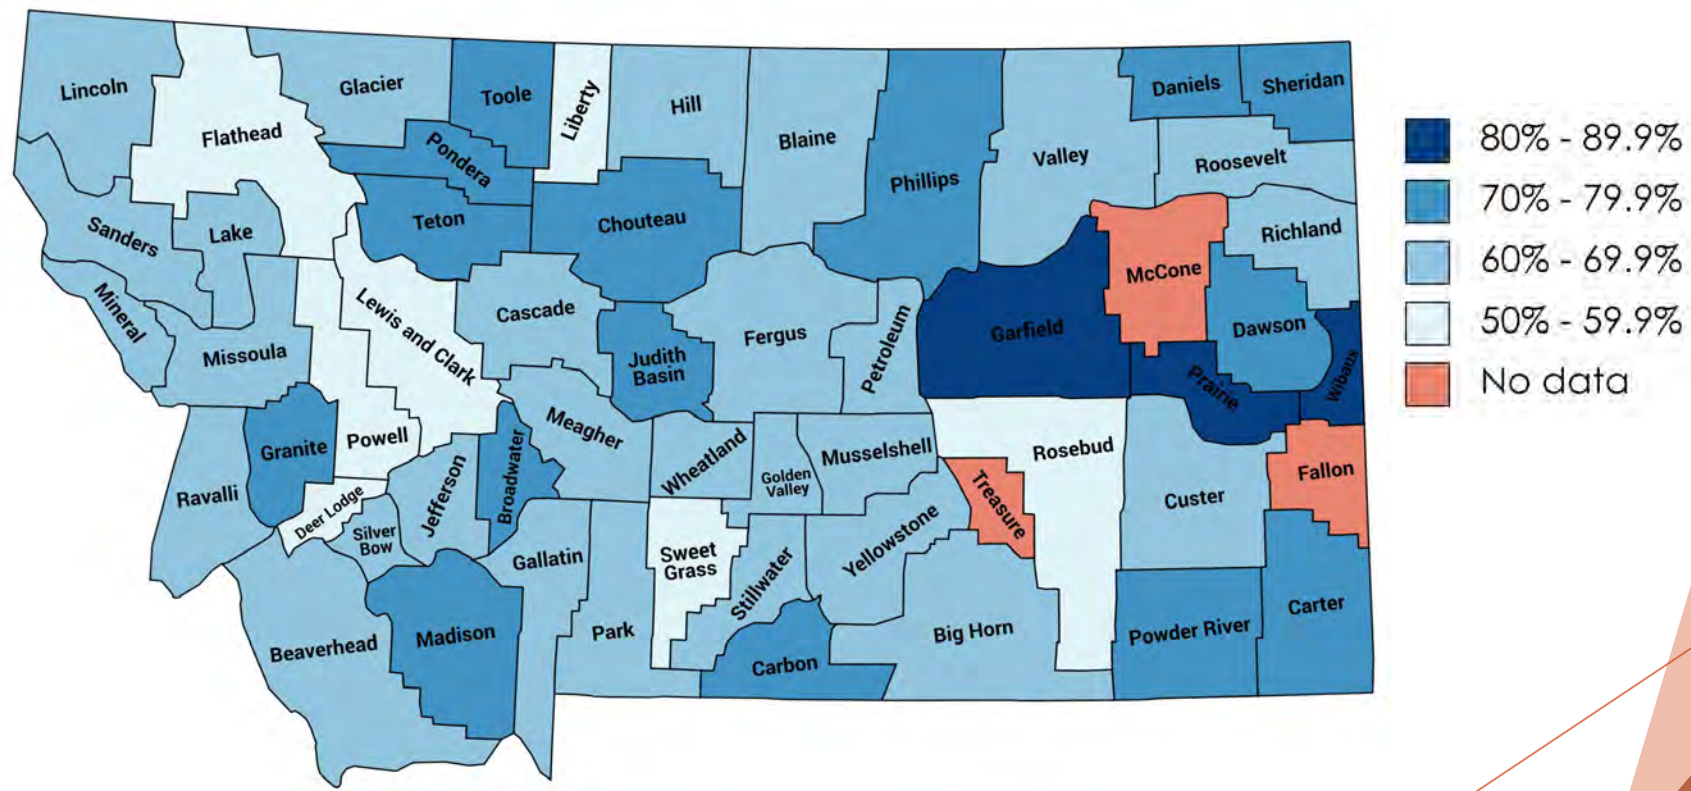 Lincoln
Flathead
Glacier
Toole
Liberty
Hill
Blaine
Phillips
Valley
Daniels
Sheridan
Roosevelt
Pondera
Teton
Chouteau
Sanders
Lake
Richland
McCone
Mineral
Missoula
Lewis and Clark
Cascade
Judith
Basin
Fergus
Petroleum
Garfield
Dawson
Prairie
Wibaux
Ravalli
Granite
Powell
Deer Lodge
Silver
Bow
Jefferson
Broadwater
Meagher
Wheatland
Golden
Valley
Musselshell
Rosebud
Treasure
Custer
Fallon
Beaverhead
Madison
Gallatin
Park
Sweet
Grass
Stillwater
Yellowstone
Carbon
Big Horn
Powder River
Carter
80% - 89.9%
70% - 79.9%
60% - 69.9%
50% - 59.9%
No data